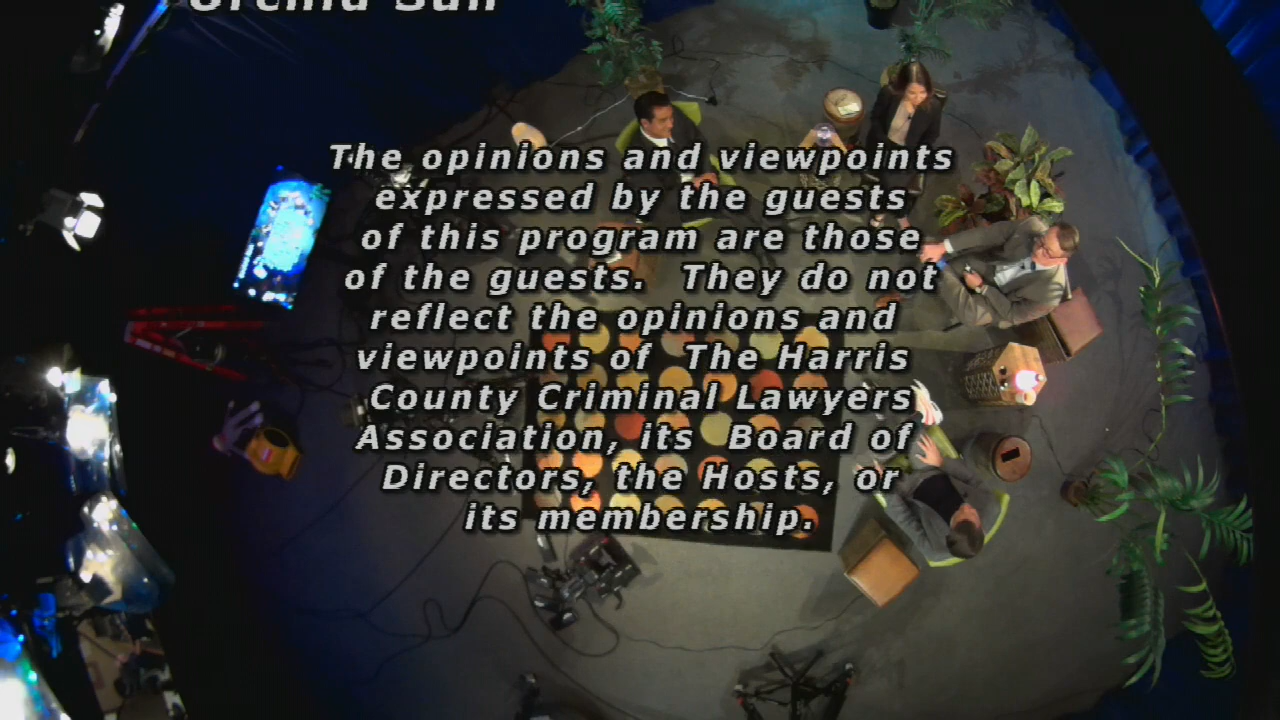 The opinions and viewpoints
expressed by the guests
of this program are those
of the guests. They do not
reflect the opinions and
viewpoints of The Harris
County Criminal Lawyers
Association, its Board of
Directors, the Hosts, or
its membership.